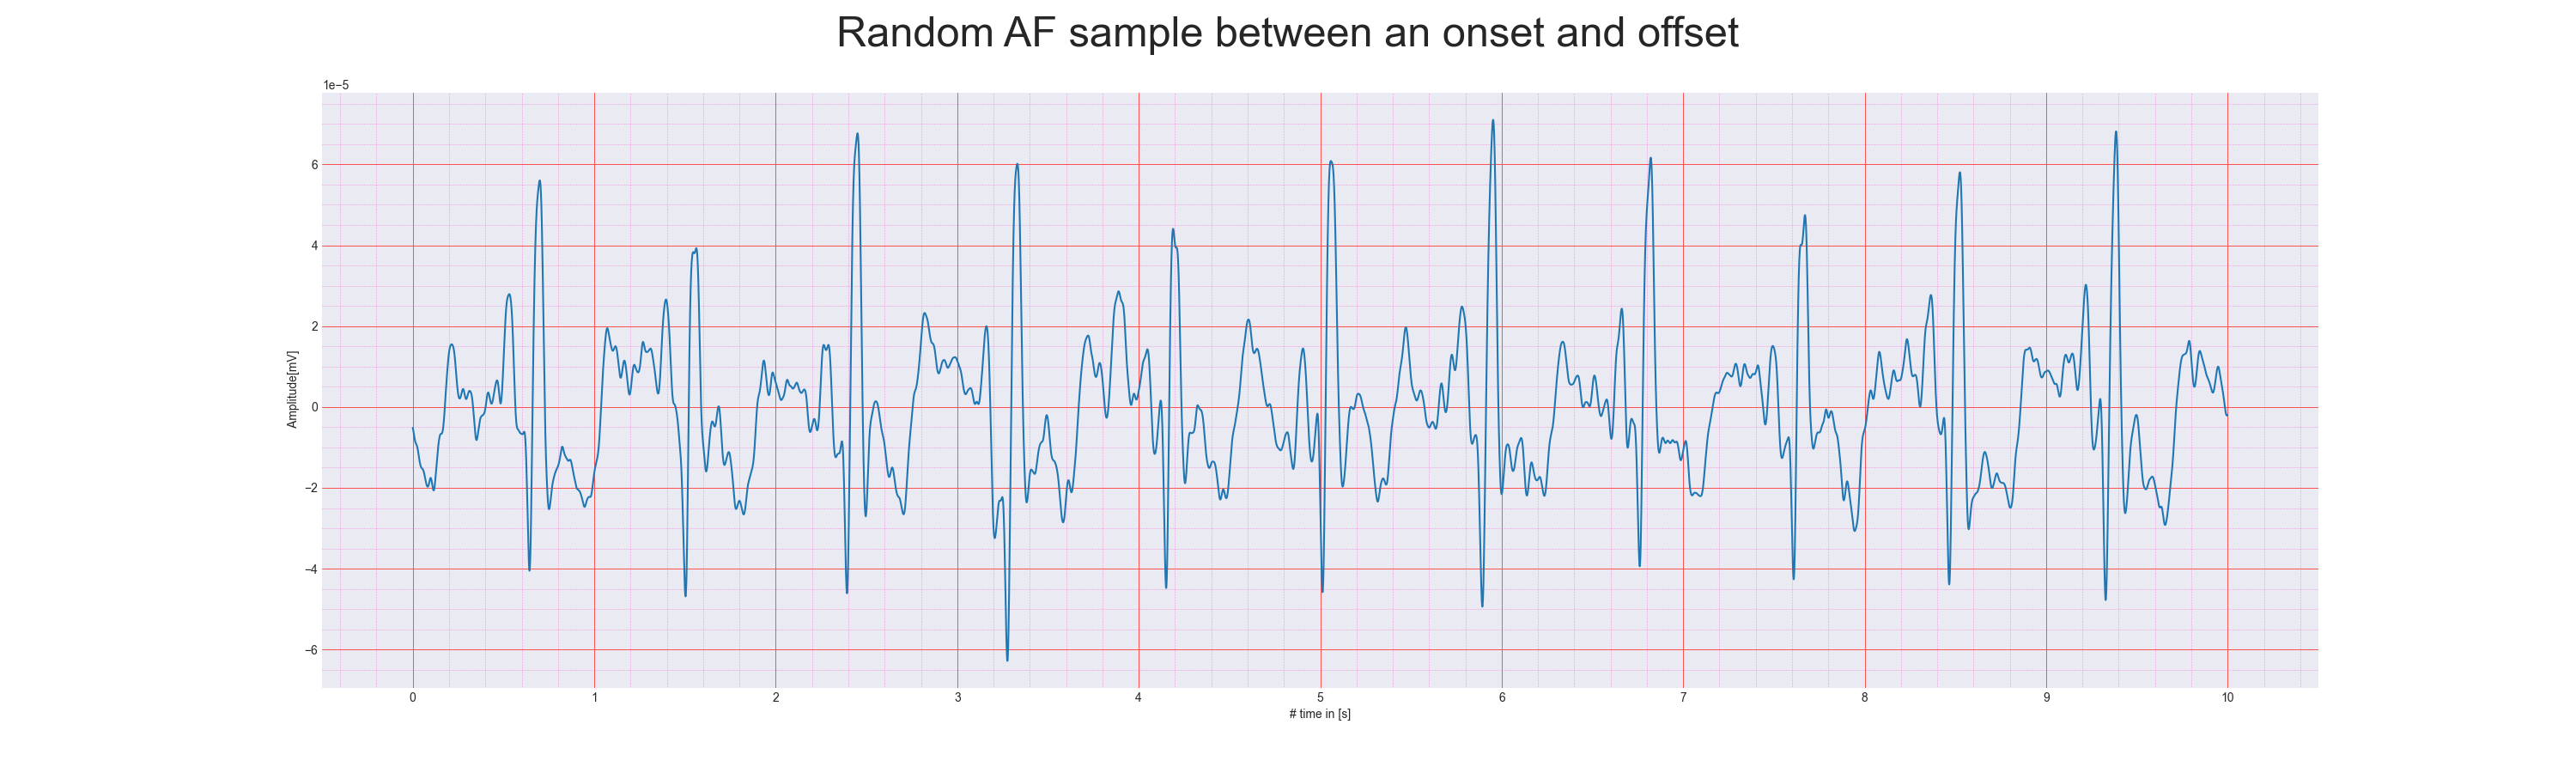 Random AF sample between an onset and offset
1e−5
6
4
2
0
−2
−4
−6
Amplitude[mV]
0 1 2 3 4 5 6 7 8 9 10
# time in [s]